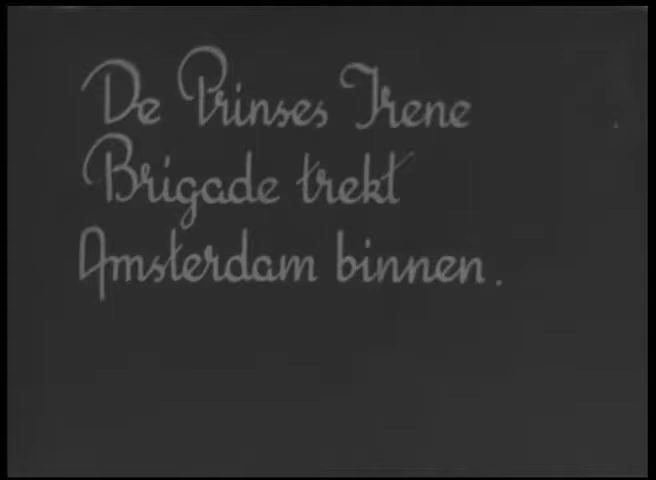 De Prinses Irene
Brigade trekt
Amsterdam binnen.